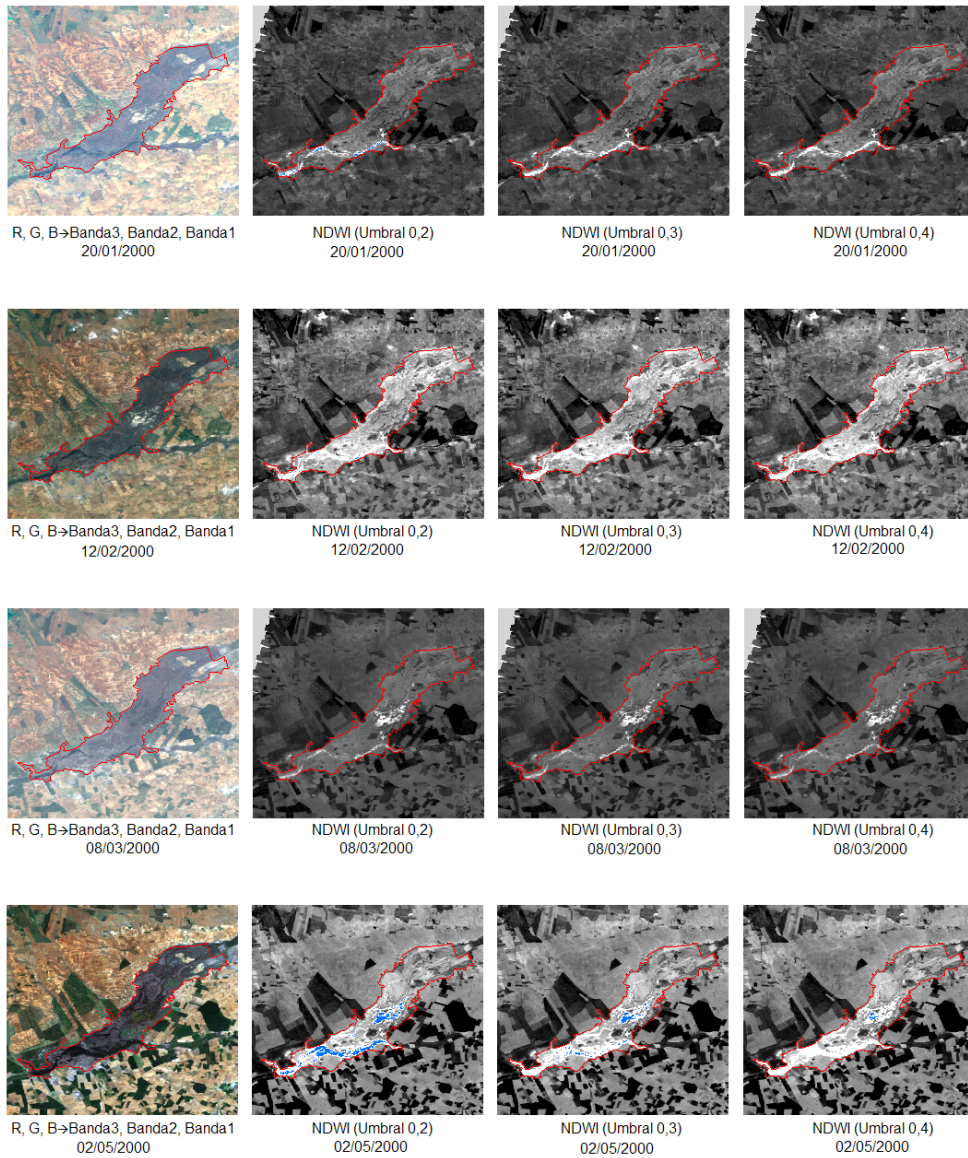 R, G, B→Banda3, Banda2, Banda1
20/01/2000
NDWI (Umbral 0,2)
20/01/2000
NDWI (Umbral 0,3)
20/01/2000
NDWI (Umbral 0,4)
20/01/2000
R, G, B→Banda3, Banda2, Banda1
12/02/2000
NDWI (Umbral 0,2)
12/02/2000
NDWI (Umbral 0,3)
12/02/2000
NDWI (Umbral 0,4)
12/02/2000
R, G, B→Banda3, Banda2, Banda1
08/03/2000
NDWI (Umbral 0,2)
08/03/2000
NDWI (Umbral 0,3)
08/03/2000
NDWI (Umbral 0,4)
08/03/2000
R, G, B→Banda3, Banda2, Banda1
02/05/2000
NDWI (Umbral 0,2)
02/05/2000
NDWI (Umbral 0,3)
02/05/2000
NDWI (Umbral 0,4)
02/05/2000